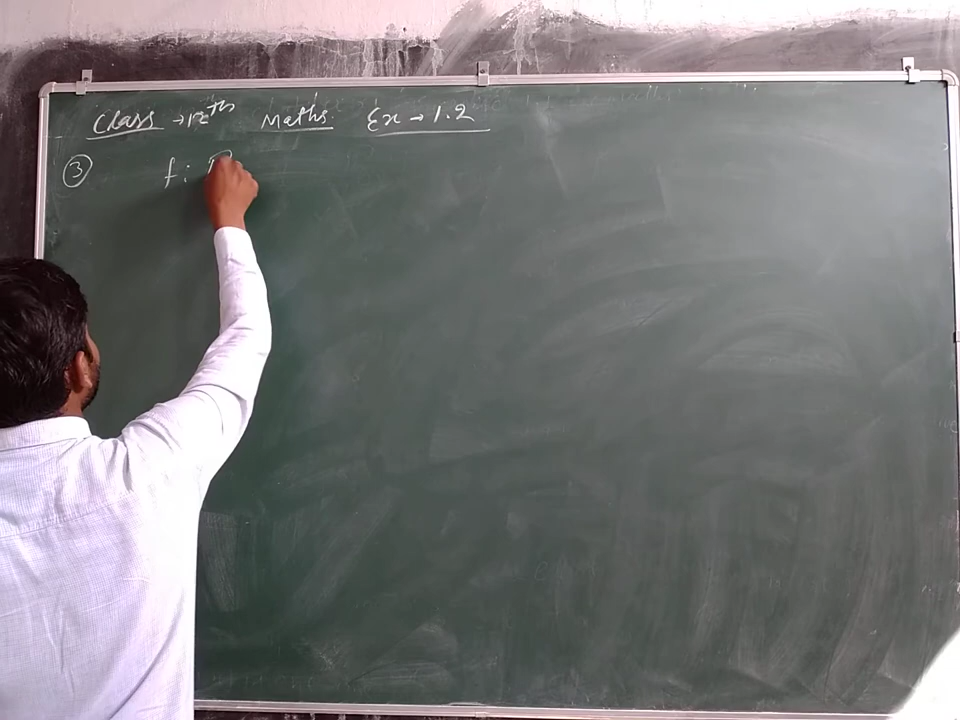 Class → 12th Maths. Ex → 1.2
③ f: R